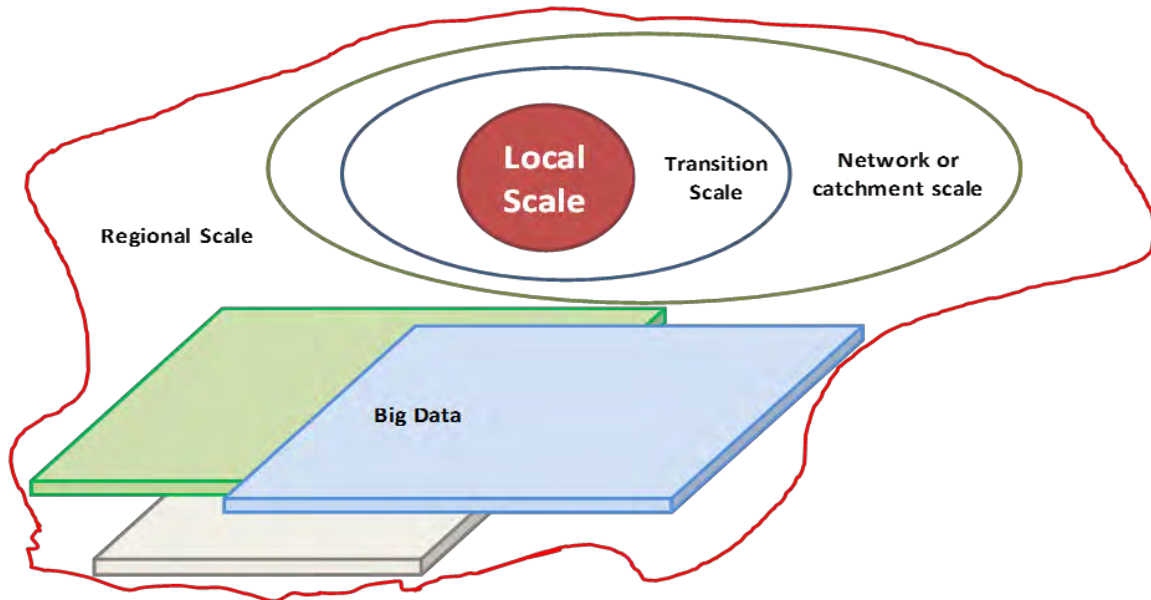 Local
Scale
Transition
Scale
Network or
catchment scale
Regional Scale
Big Data